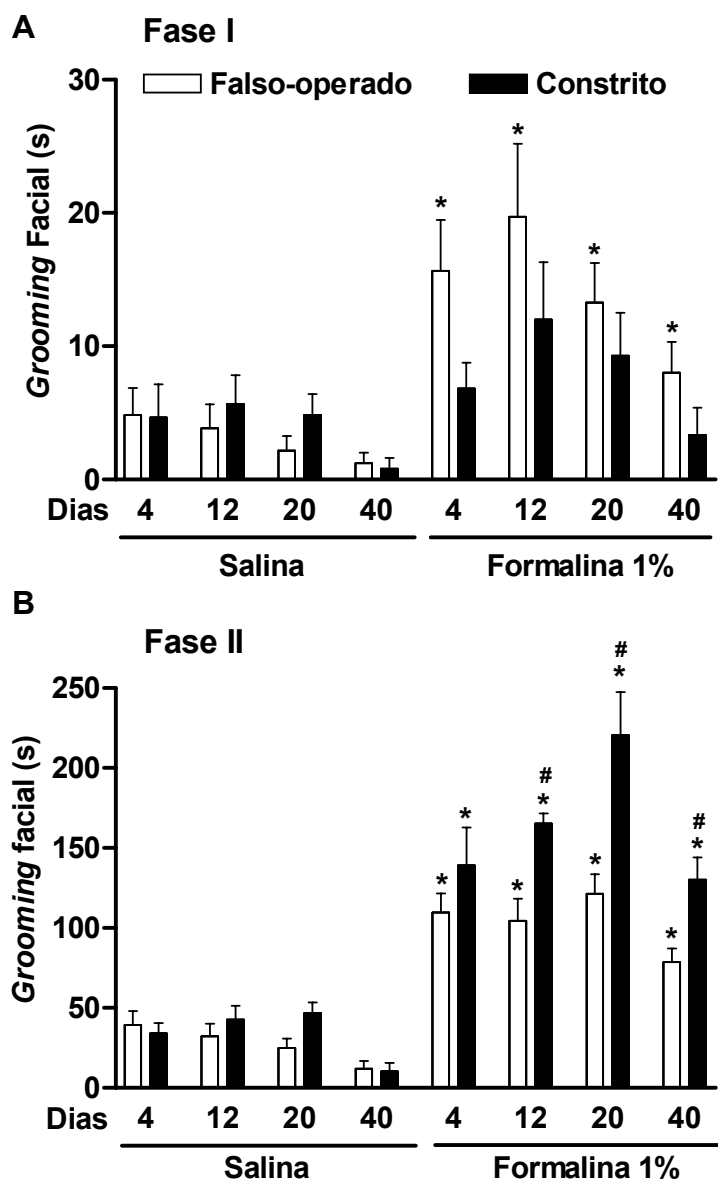 A
Fase I
Falso-operado
Constrito
Grooming Facial (s)
30
20
10
0
* * * *
Dias 4 12 20 40 4 12 20 40
Salina Formalina 1%
B
Fase II
Grooming facial (s)
250
200
150
100
50
0
# # #
* * * * * * * *
Dias 4 12 20 40 4 12 20 40
Salina Formalina 1%